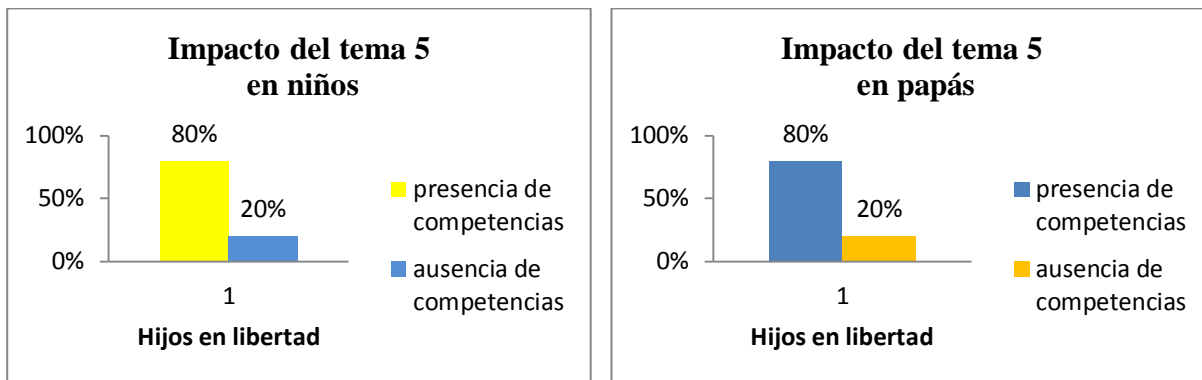 Impacto del tema 5
en niños
100%
80%
50%
20%
0%
1
Hijos en libertad
presencia de
competencias
ausencia de
competencias
Impacto del tema 5
en papás
100%
80%
50%
20%
0%
1
Hijos en libertad
presencia de
competencias
ausencia de
competencias